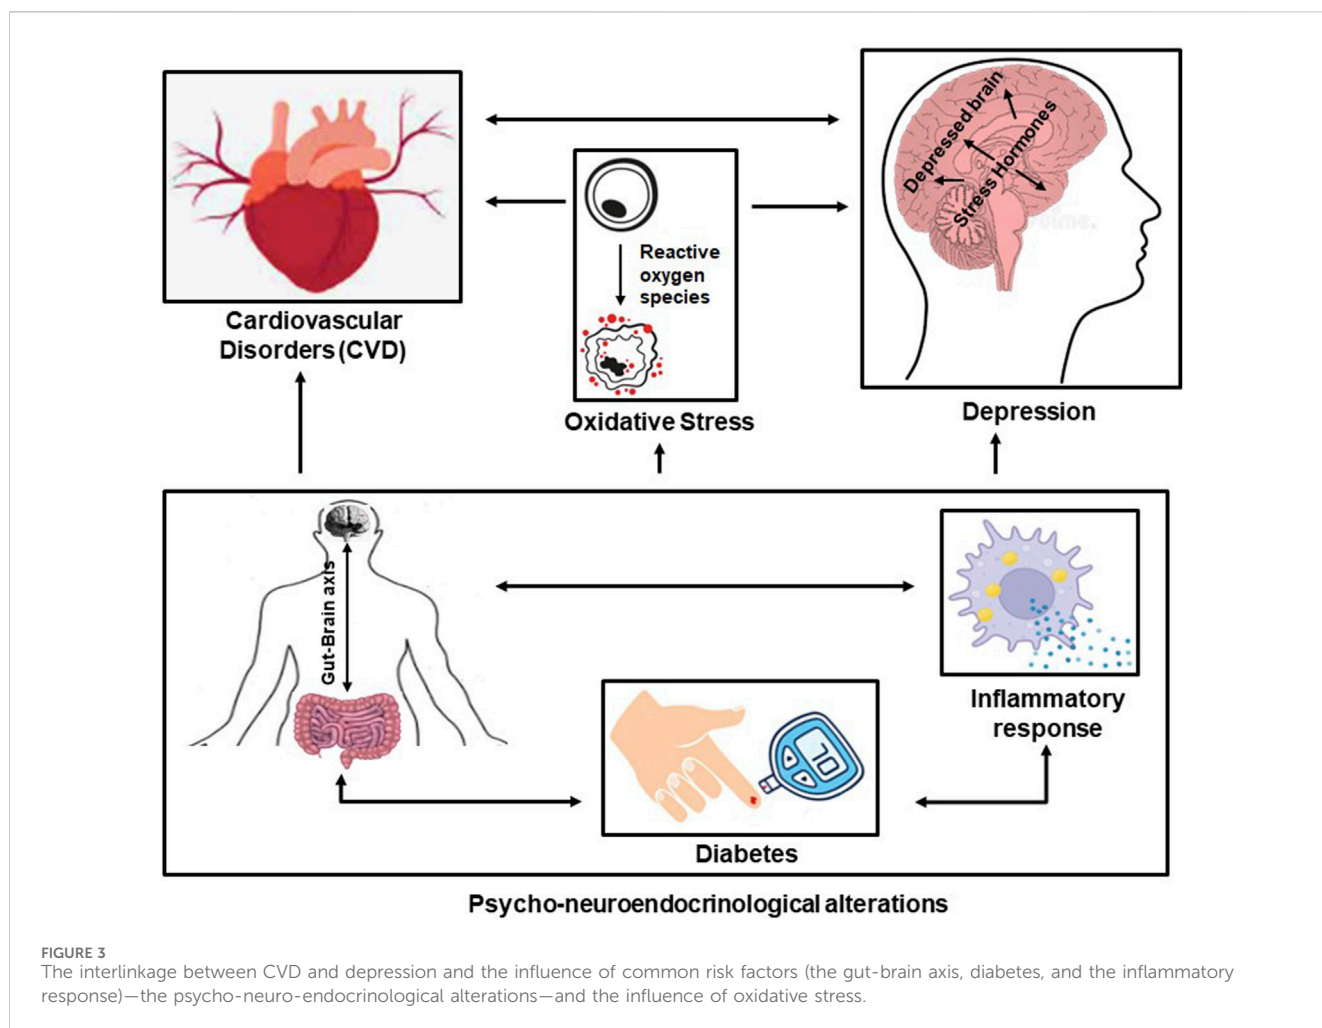 Depressed brain
Stress Hormones
Reactive
oxygen
species
Cardiovascular
Disorders (CVD)
Oxidative Stress
Depression
Gut-Brain axis
Inflammatory
response
Diabetes
Psycho-neuroendocrinological alterations
FIGURE 3
The interlinkage between CVD and depression and the influence of common risk factors (the gut-brain axis, diabetes, and the inflammatory
response)—the psycho-neuro-endocrinological alterations—and the influence of oxidative stress.